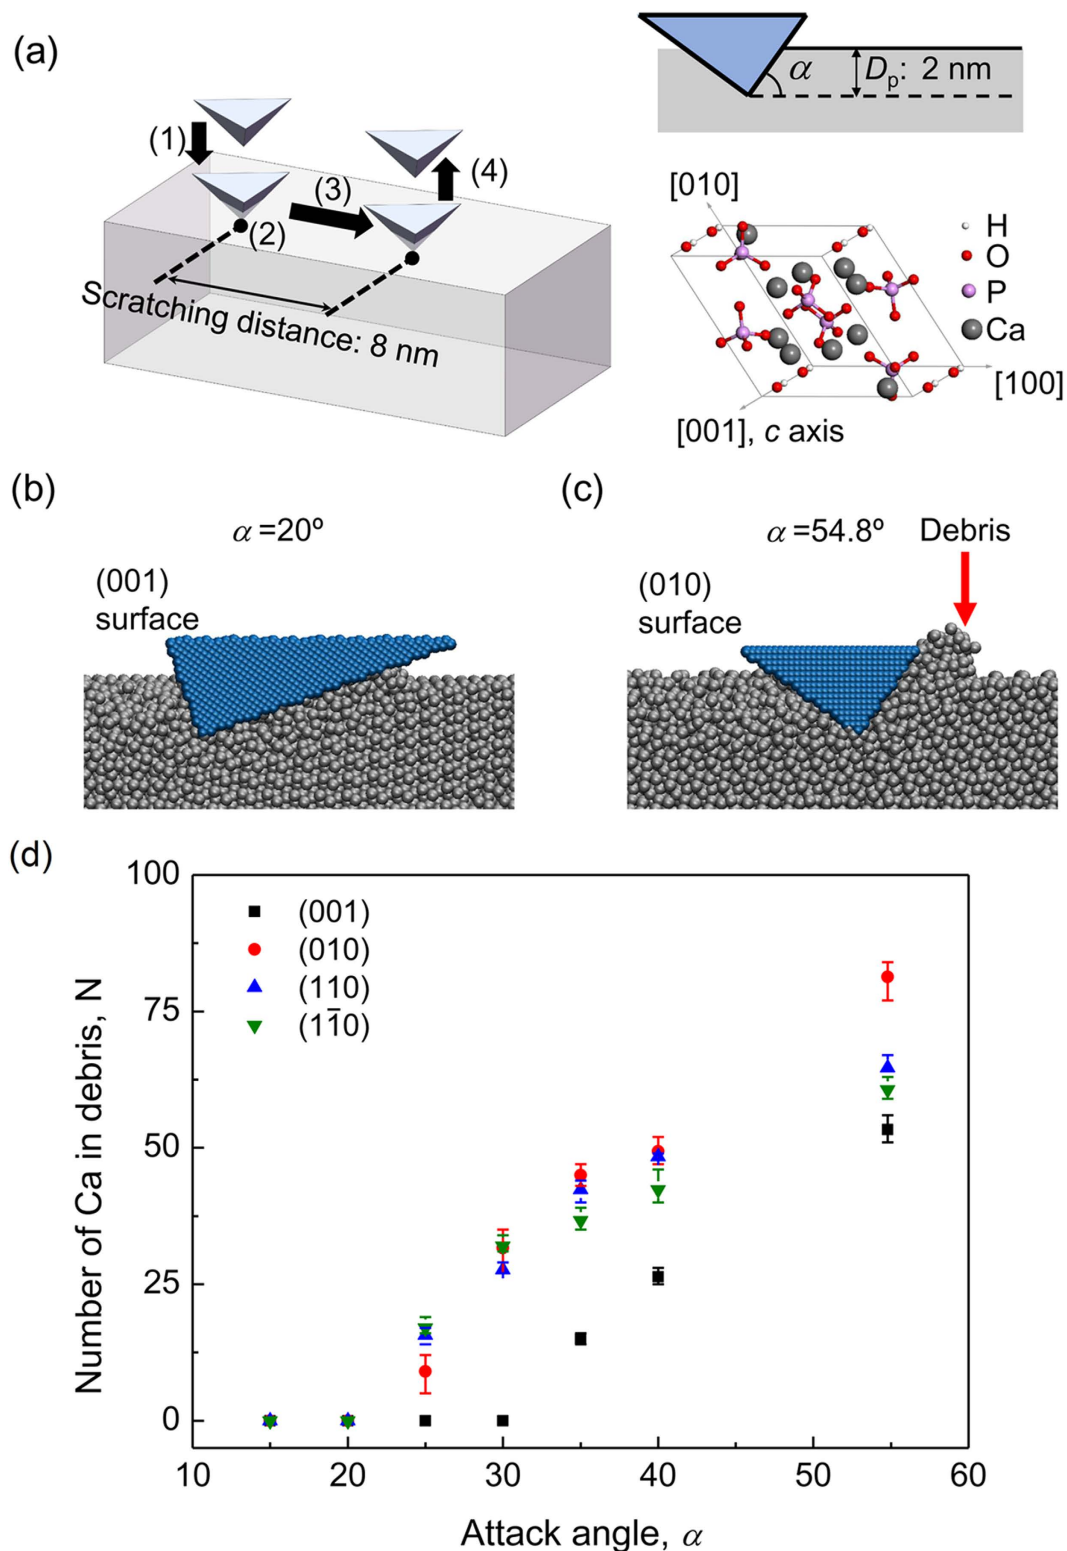 (a)
(1)
(2)
(3)
(4)
Scratching distance: 8 nm
α
Dp: 2 nm
[010]
H
O
P
Ca
[100]
[001], c axis
(b)
α =20º
(001)
surface
(c)
α =54.8º
Debris
(010)
surface
(d)
100
75
50
25
0
Number of Ca in debris, N
(001)
(010)
(110)
(11̅0)
10
20
30
40
50
60
Attack angle, α